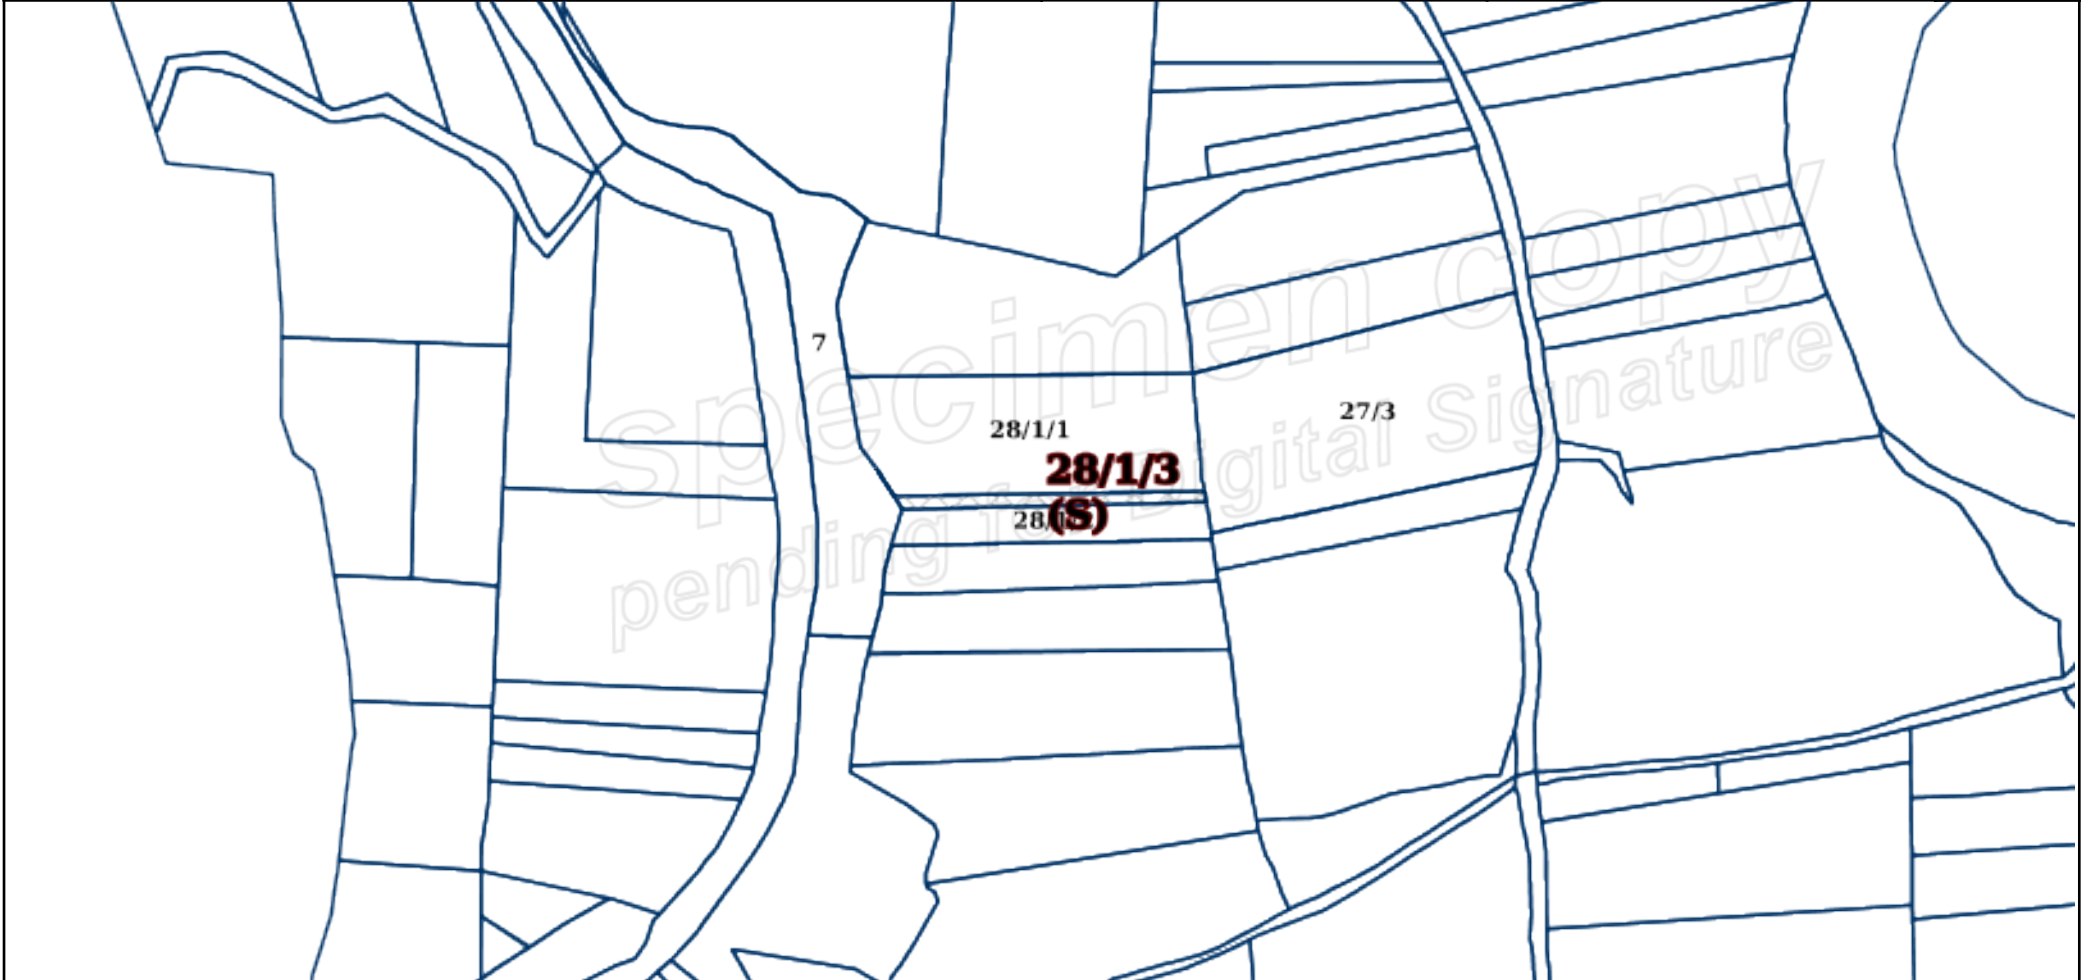 specimen copy
pending for Digital Signature
7
27/3
28/1/1
28/1/3
(S)